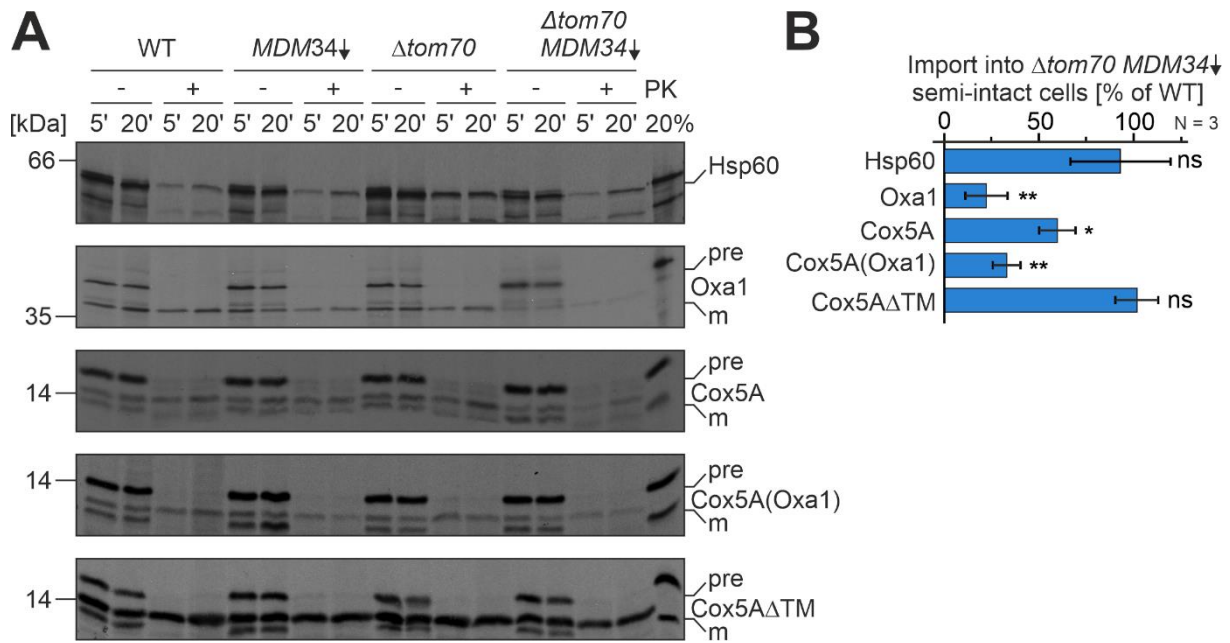 A
WT MDM34↓ Δtom70 Δtom70 MDM34↓
- + - + - + - + PK
[kDa] 5' 20' 5' 20' 5' 20' 5' 20' 5' 20' 5' 20' 5' 20' 5' 20' 20%
66 Hsp60
pre
Oxa1
35 m
pre
14 Cox5A
m
14 pre
Cox5A(Oxa1)
m
pre
14 Cox5AΔTM
m
B
Import into Δtom70 MDM34↓
semi-intact cells [% of WT]
0 50 100 N = 3
Hsp60 ns
Oxa1 **
Cox5A *
Cox5A(Oxa1) **
Cox5AΔTM ns